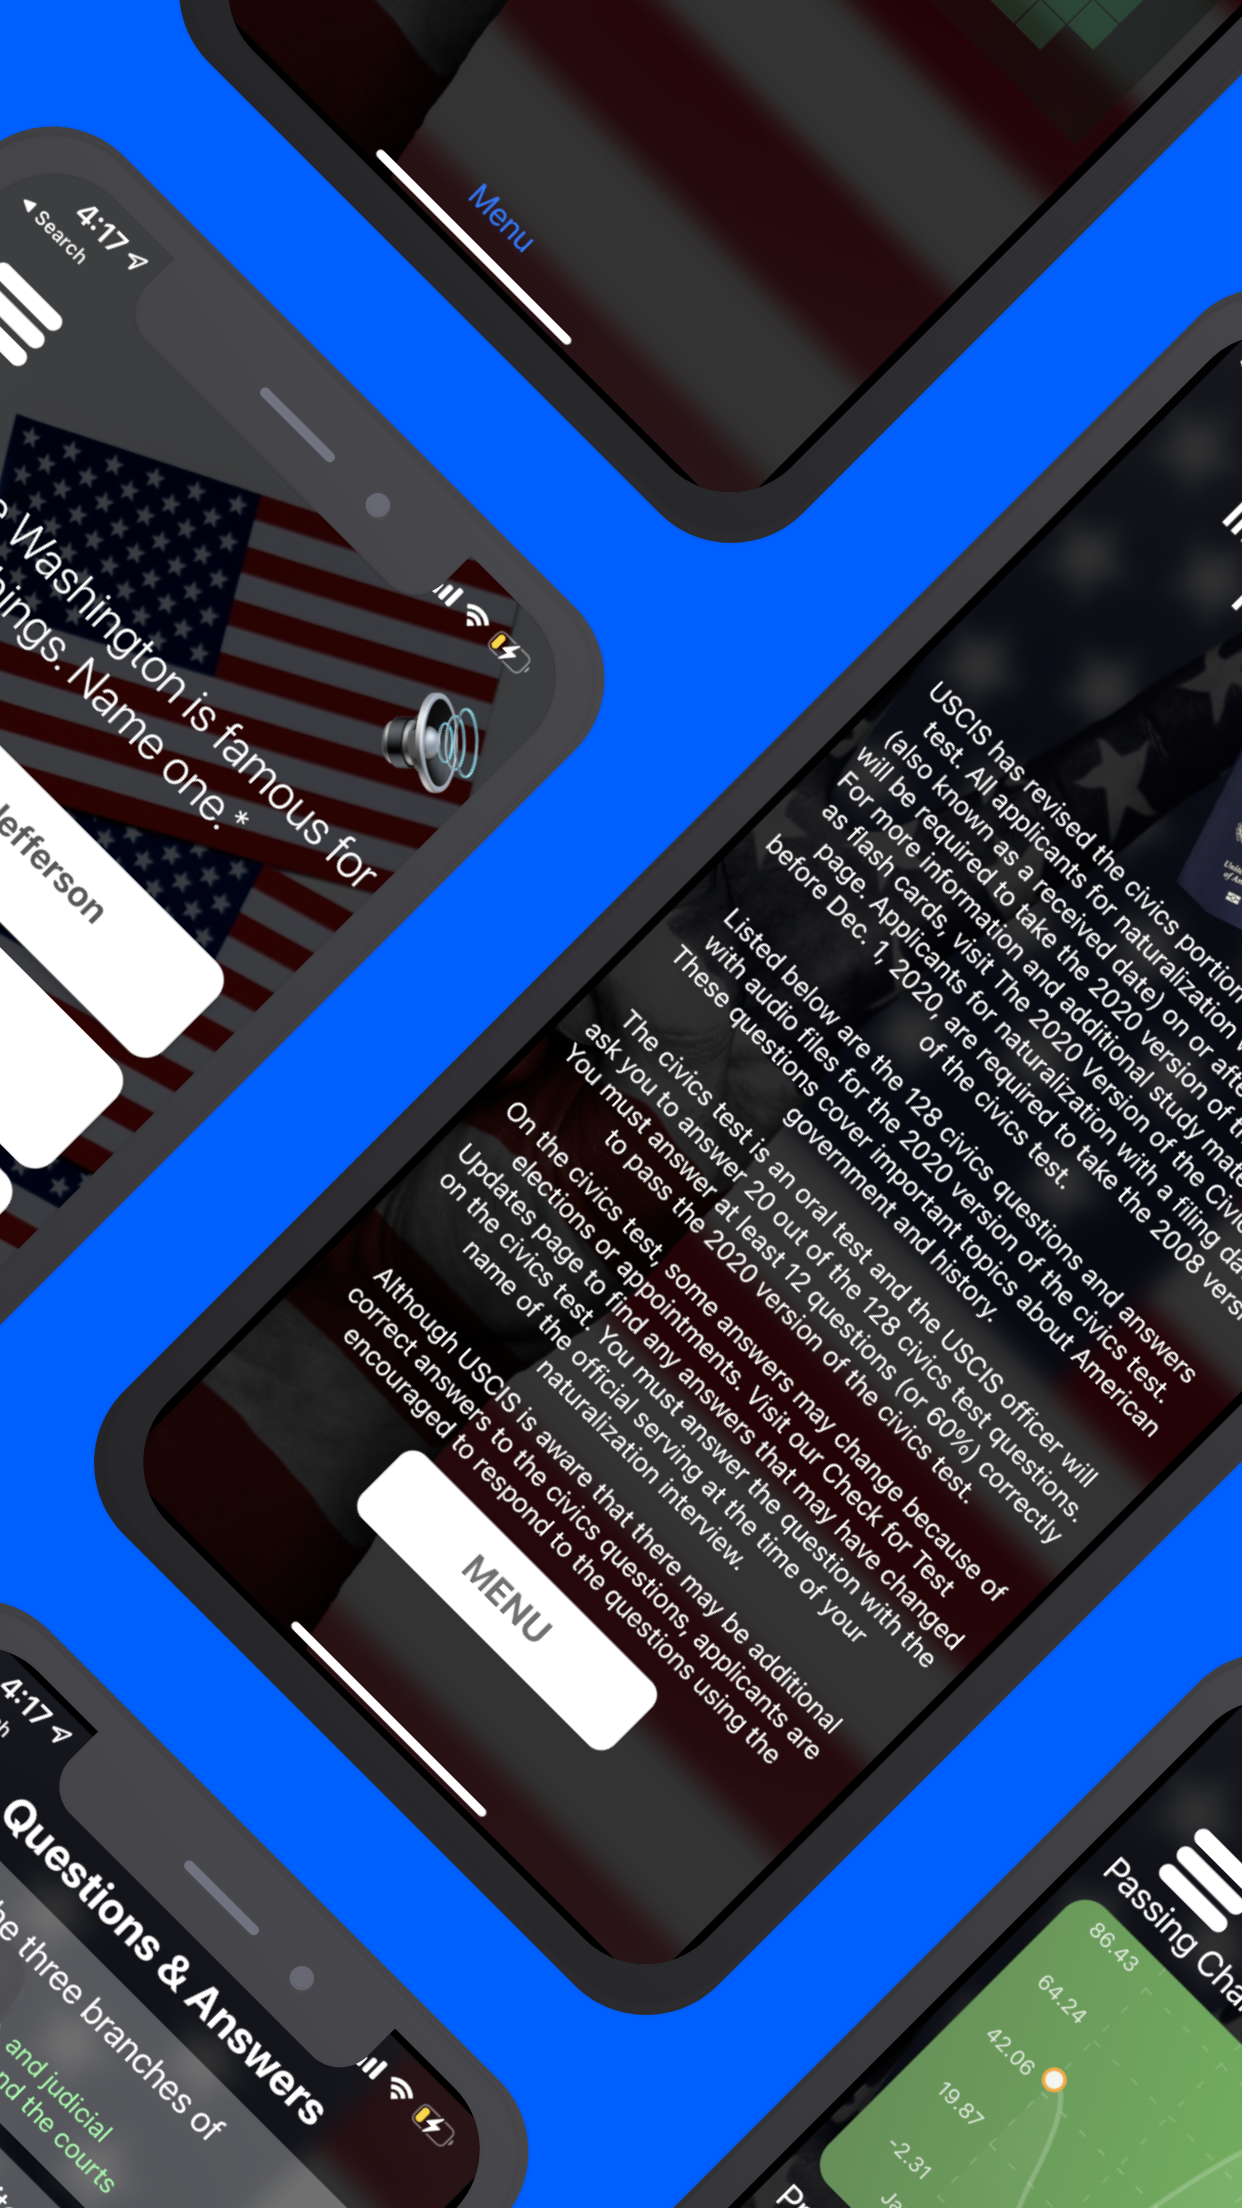 Menu
4:17
Search
Washington is famous for
things. Name one.*
Jefferson
USCIS has revised the civics portion
test. All applicants for naturalization
(also known as a received date) on or after
will be required to take the 2020 version of
For more information and additional study
as flash cards, visit The 2020 Version of the
page. Applicants for naturalization with a filing
before Dec. 1, 2020, are required to take the 2008
of the civics test.
Listed below are the 128 civics questions and answers
with audio files for the 2020 version of the civics test.
These questions cover important topics about American
government and history.
The civics test is an oral test and the USCIS officer will
ask you to answer 20 out of the 128 civics test questions.
You must answer at least 12 questions (or 60%) correctly
to pass the 2020 version of the civics test.
On the civics test, some answers may change because of
elections or appointments. Visit our Check for Test
Updates page to find any answers that may have changed
on the civics test. You must answer the question with the
name of the official serving at the time of your
naturalization interview.
Although USCIS is aware that there may be additional
correct answers to the civics questions, applicants are
encouraged to respond to the questions using the
MENU
4:17
Questions & Answers
three branches of
and judicial
the courts
Passing
86.43
64.24
42.06
19.87
-2.31